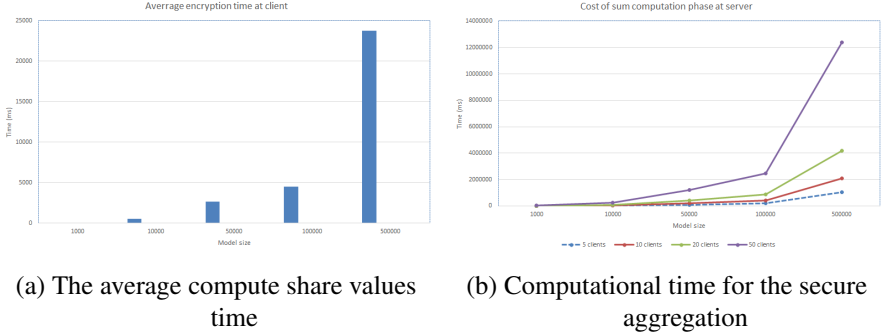 Averrage encryption time at client
25000
20000
15000
10000
5000
0
Time (ms)
1000 10000 50000 100000 500000
Model size
(a) The average compute share values
time
Cost of sum computation phase at server
14000000
12000000
10000000
8000000
6000000
4000000
2000000
0
Time (ms)
1000 10000 50000 100000 500000
Model size
5 clients 10 clients 20 clients 50 clients
(b) Computational time for the secure
aggregation